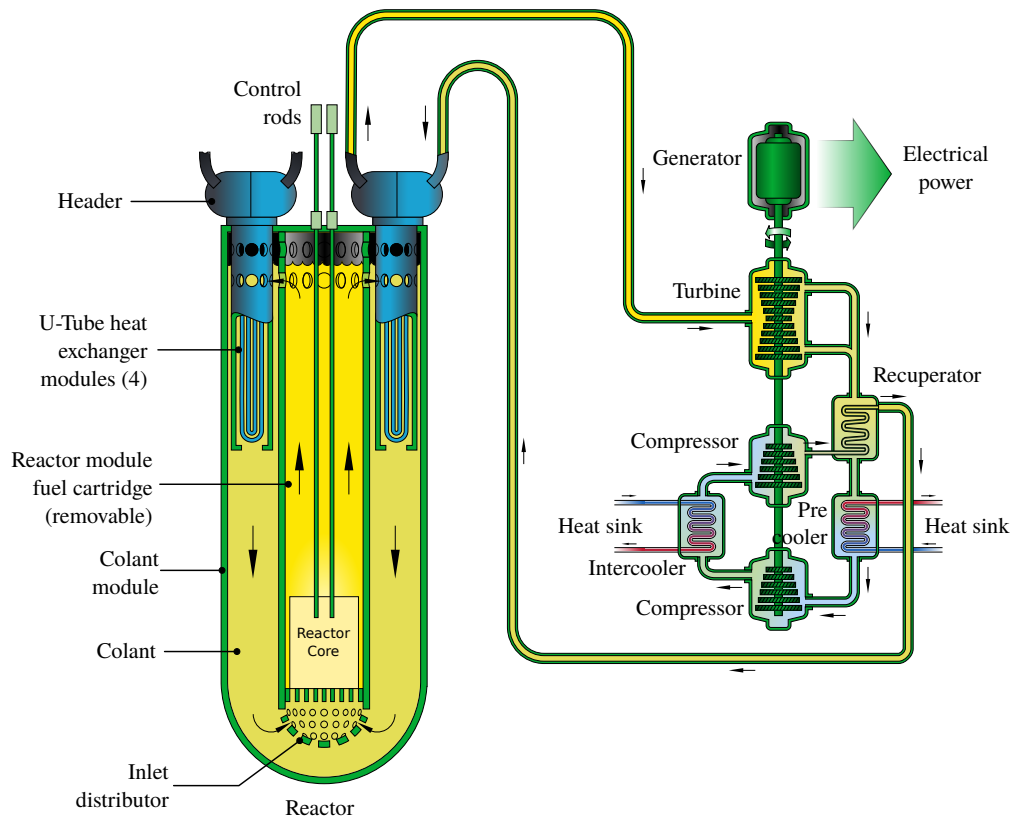 Control
rods
Header
U-Tube heat
exchanger
modules (4)
Reactor module
fuel cartridge
(removable)
Colant
module
Colant
Inlet
distributor
Reactor
Core
Reactor
Generator
Electrical
power
Turbine
Recuperator
Compressor
Heat sink
Pre
cooler
Heat sink
Intercooler
Compressor